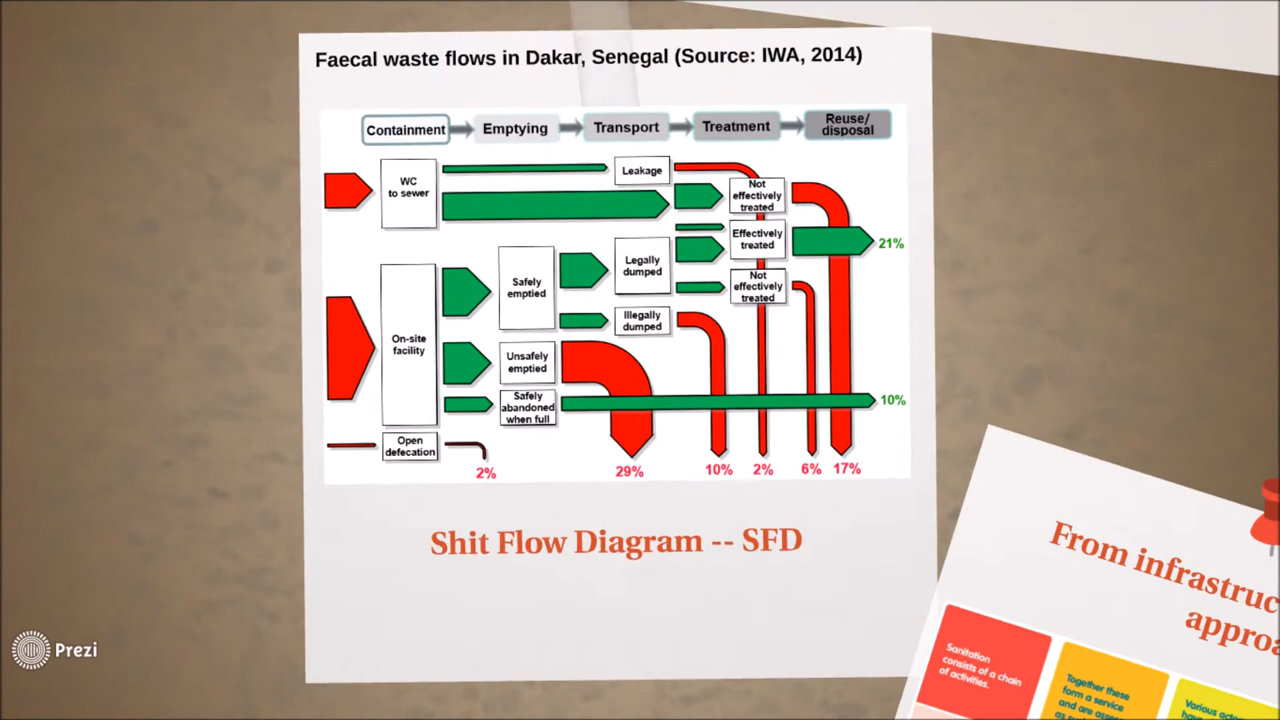 Faecal waste flows in Dakar, Senegal (Source: IWA, 2014)
Containment
Emptying
Transport
Treatment
Reuse/
disposal
WC
to sewer
Leakage
Not
effectively
treated
Effectively
treated
21%
Safely
emptied
Legally
dumped
Not
effectively
treated
On-site
facility
Illegally
dumped
Unsafely
emptied
Safely
abandoned
when full
10%
Open
defecation
2%
29%
10%
2%
6%
17%
Shit Flow Diagram -- SFD
From infrastruc
approa
Sanitation
consists of a chain
of activities.
Together these
form a service
and are asses
Various ac
Prezi